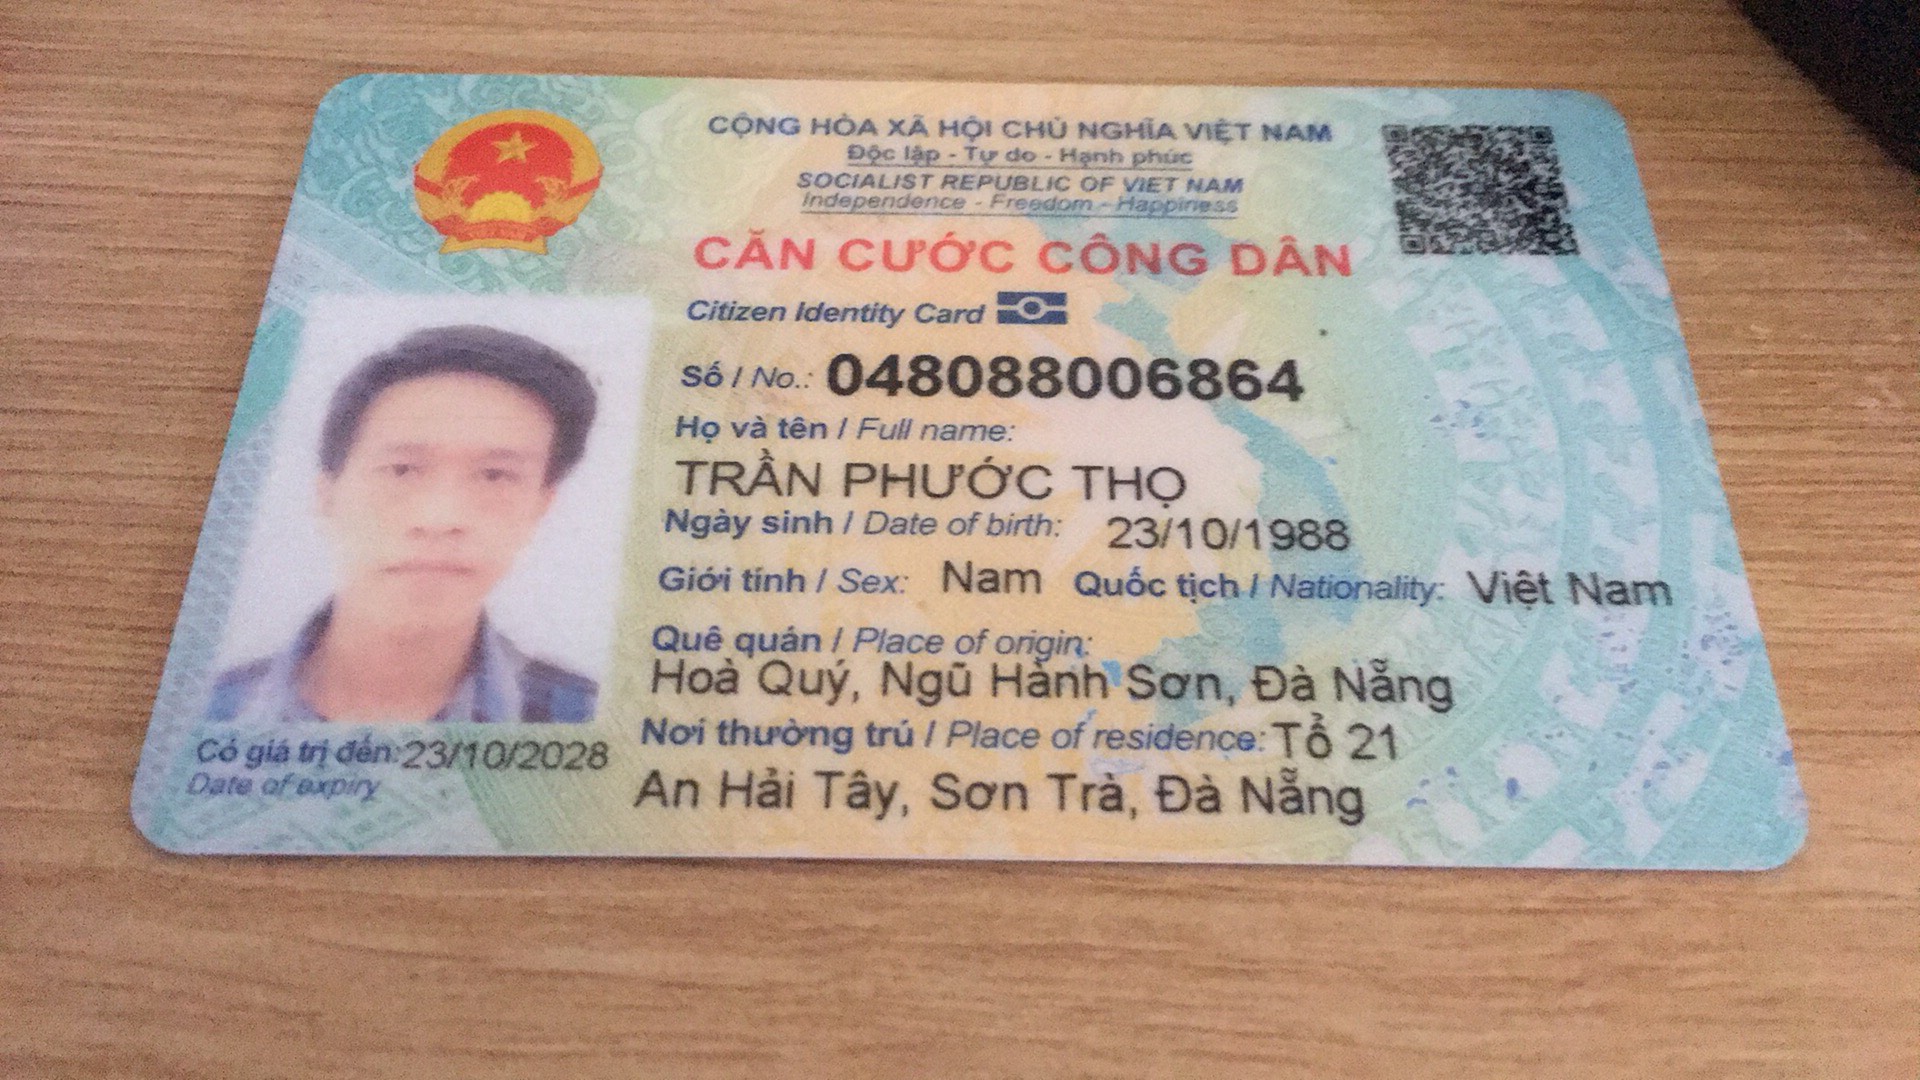 CỘNG HÒA XÃ HỘI CHỦ NGHĨA VIỆT NAM
Độc lập - Tự do - Hạnh phúc
SOCIALIST REPUBLIC OF VIET NAM
Independence - Freedom - Happiness
CĂN CƯỚC CÔNG DÂN
Citizen Identity Card
Số / No.: 048088006864
Họ và tên / Full name:
TRẦN PHƯỚC THỌ
Ngày sinh / Date of birth: 23/10/1988
Giới tính / Sex: Nam Quốc tịch / Nationality: Việt Nam
Quê quán / Place of origin:
Hoà Quý, Ngũ Hành Sơn, Đà Nẵng
Nơi thường trú / Place of residence: Tổ 21
An Hải Tây, Sơn Trà, Đà Nẵng
Có giá trị đến: 23/10/2028
Date of expiry